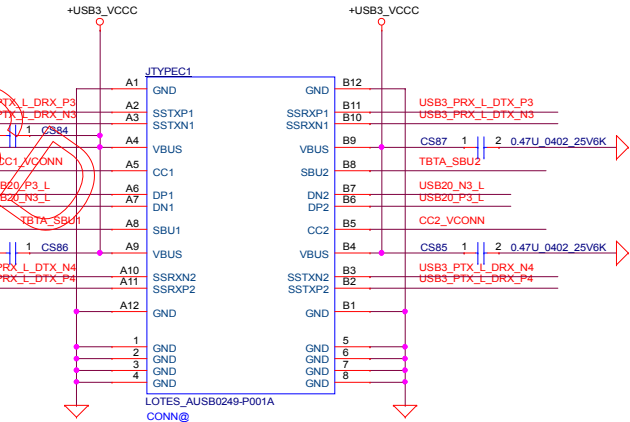 +USB3_VCCC +USB3_VCCC
JTYPEC1
A1 GND GND B12
PTX_L_DRX_P3 A2 SSTXP1 SSRXP1 B11 USB3_PRX_L_DTX_P3
PTX_L_DRX_N3 A3 SSTXN1 SSRXN1 B10 USB3_PRX_L_DTX_N3
1 CS84
A4 VBUS VBUS B9 CS87 1 2 0.47U_0402_25V6K
CC1_VCONN A5 CC1 SBU2 B8 TBTA_SBU2
B20_P3_L A6 DP1 DN2 B7 USB20_N3_L
B20_N3_L A7 DN1 DP2 B6 USB20_P3_L
TBTA_SBU1 A8 SBU1 CC2 B5 CC2_VCONN
1 CS86 A9 VBUS VBUS B4 CS85 1 2 0.47U_0402_25V6K
PRX_L_DTX_N4 A10 SSRXN2 SSTXN2 B3 USB3_PTX_L_DRX_N4
PRX_L_DTX_P4 A11 SSRXP2 SSTXP2 B2 USB3_PTX_L_DRX_P4
A12 GND GND B1
1 GND GND 5
2 GND GND 6
3 GND GND 7
4 GND GND 8
LOTES_AUSB0249-P001A
CONN@